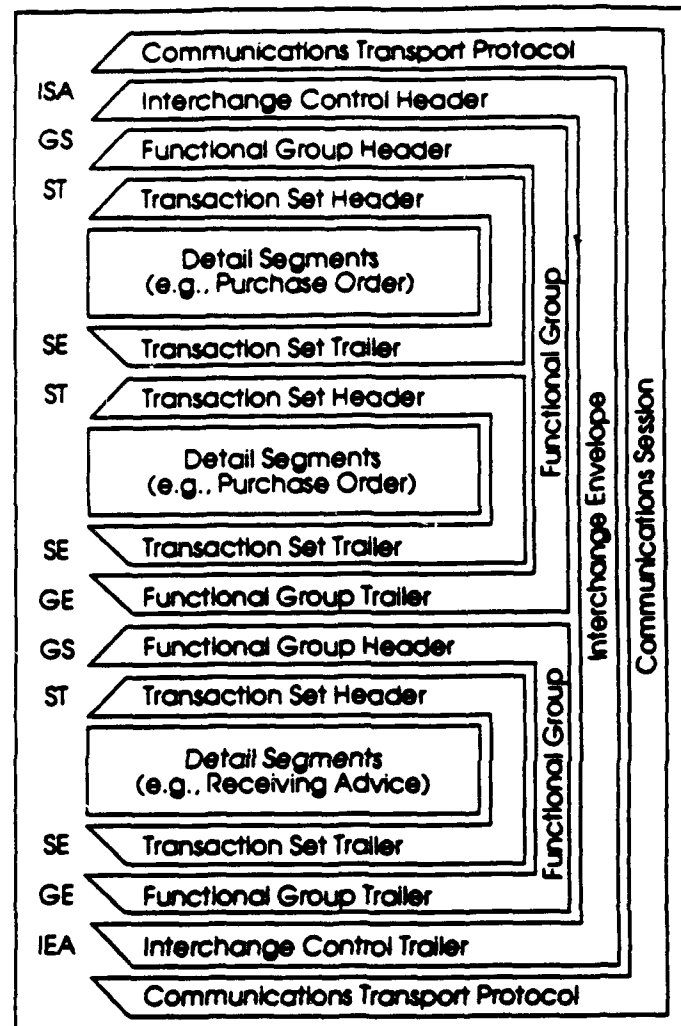 Communications Transport Protocol
ISA Interchange Control Header
GS Functional Group Header
ST Transaction Set Header
Detail Segments
(e.g., Purchase Order)
SE Transaction Set Trailer
ST Transaction Set Header
Detail Segments
(e.g., Purchase Order)
SE Transaction Set Trailer
GE Functional Group Trailer
GS Functional Group Header
ST Transaction Set Header
Detail Segments
(e.g., Receiving Advice)
SE Transaction Set Trailer
GE Functional Group Trailer
IEA Interchange Control Trailer
Communications Transport Protocol
Functional Group
Functional Group
Interchange Envelope
Communications Session